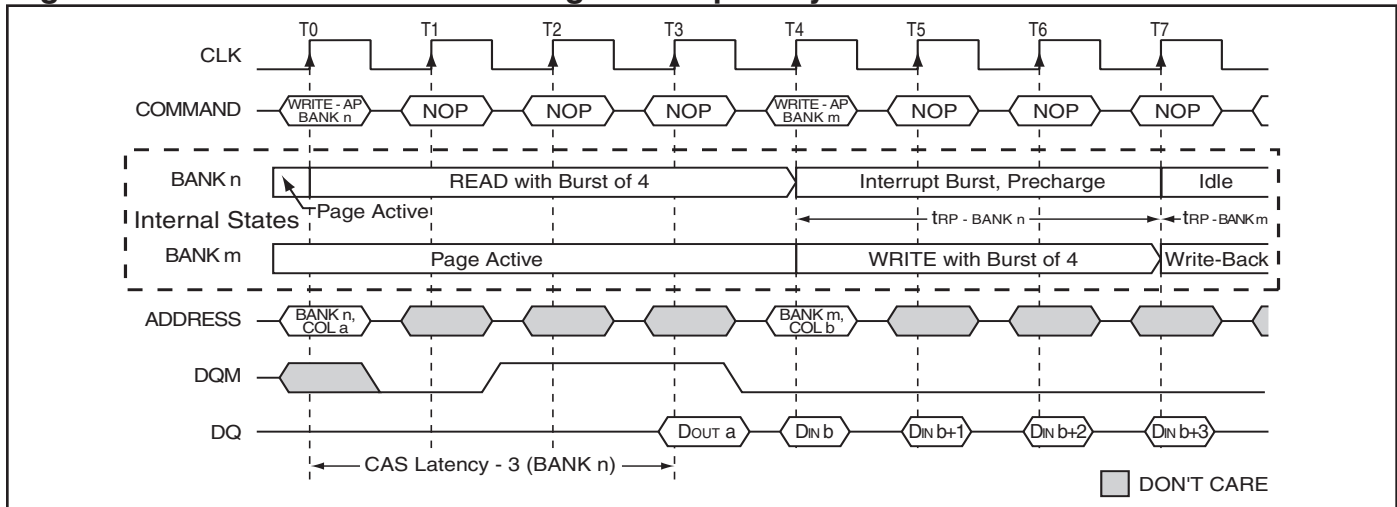 T0 T1 T2 T3 T4 T5 T6 T7
CLK
COMMAND WRITE - AP BANK n NOP NOP NOP WRITE - AP BANK m NOP NOP NOP
BANK n READ with Burst of 4 Interrupt Burst, Precharge Idle
Internal States Page Active tRP - BANK n tRP - BANK m
BANK m Page Active WRITE with Burst of 4 Write-Back
ADDRESS BANK n, COL a BANK m, COL b
DQM
DQ DOUT a DIN b DIN b+1 DIN b+2 DIN b+3
CAS Latency - 3 (BANK n)
DON'T CARE